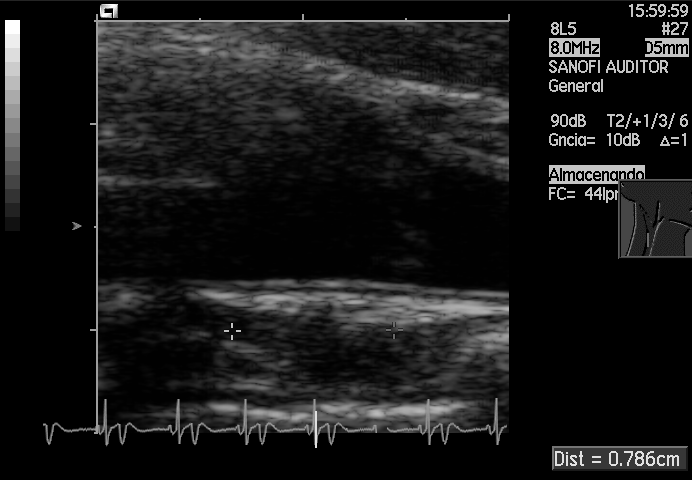 15:59:59
8L5 #27
8.0MHz D5mm
SANOFI AUDITOR
General
90dB T2/+1/3/ 6
Gncia= 10dB Δ=1
Almacenando
FC= 44lpr
Dist = 0.786cm